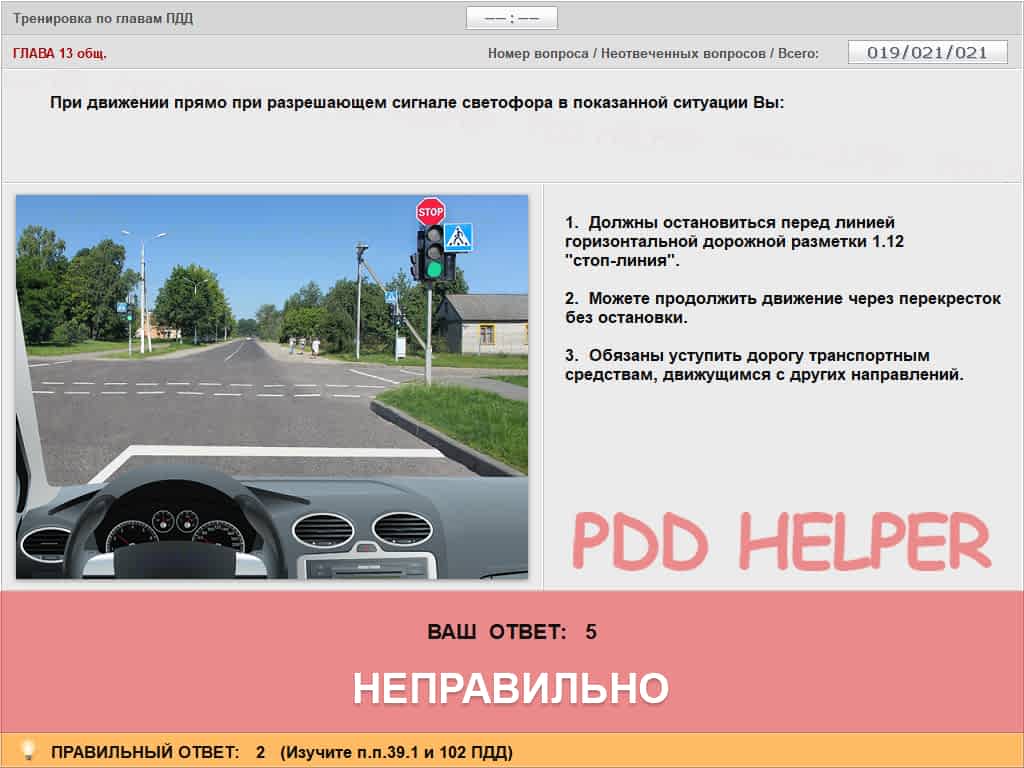 Тренировка по главам ПДД
–– : ––
ГЛАВА 13 общ.
Номер вопроса / Неотвеченных вопросов / Всего:
019/021/021
При движении прямо при разрешающем сигнале светофора в показанной ситуации Вы:
STOP
1. Должны остановиться перед линией
горизонтальной дорожной разметки 1.12
"стоп-линия".
2. Можете продолжить движение через перекресток
без остановки.
3. Обязаны уступить дорогу транспортным
средствам, движущимся с других направлений.
PDD HELPER
ВАШ ОТВЕТ: 5
НЕПРАВИЛЬНО
ПРАВИЛЬНЫЙ ОТВЕТ: 2 (Изучите п.п.39.1 и 102 ПДД)